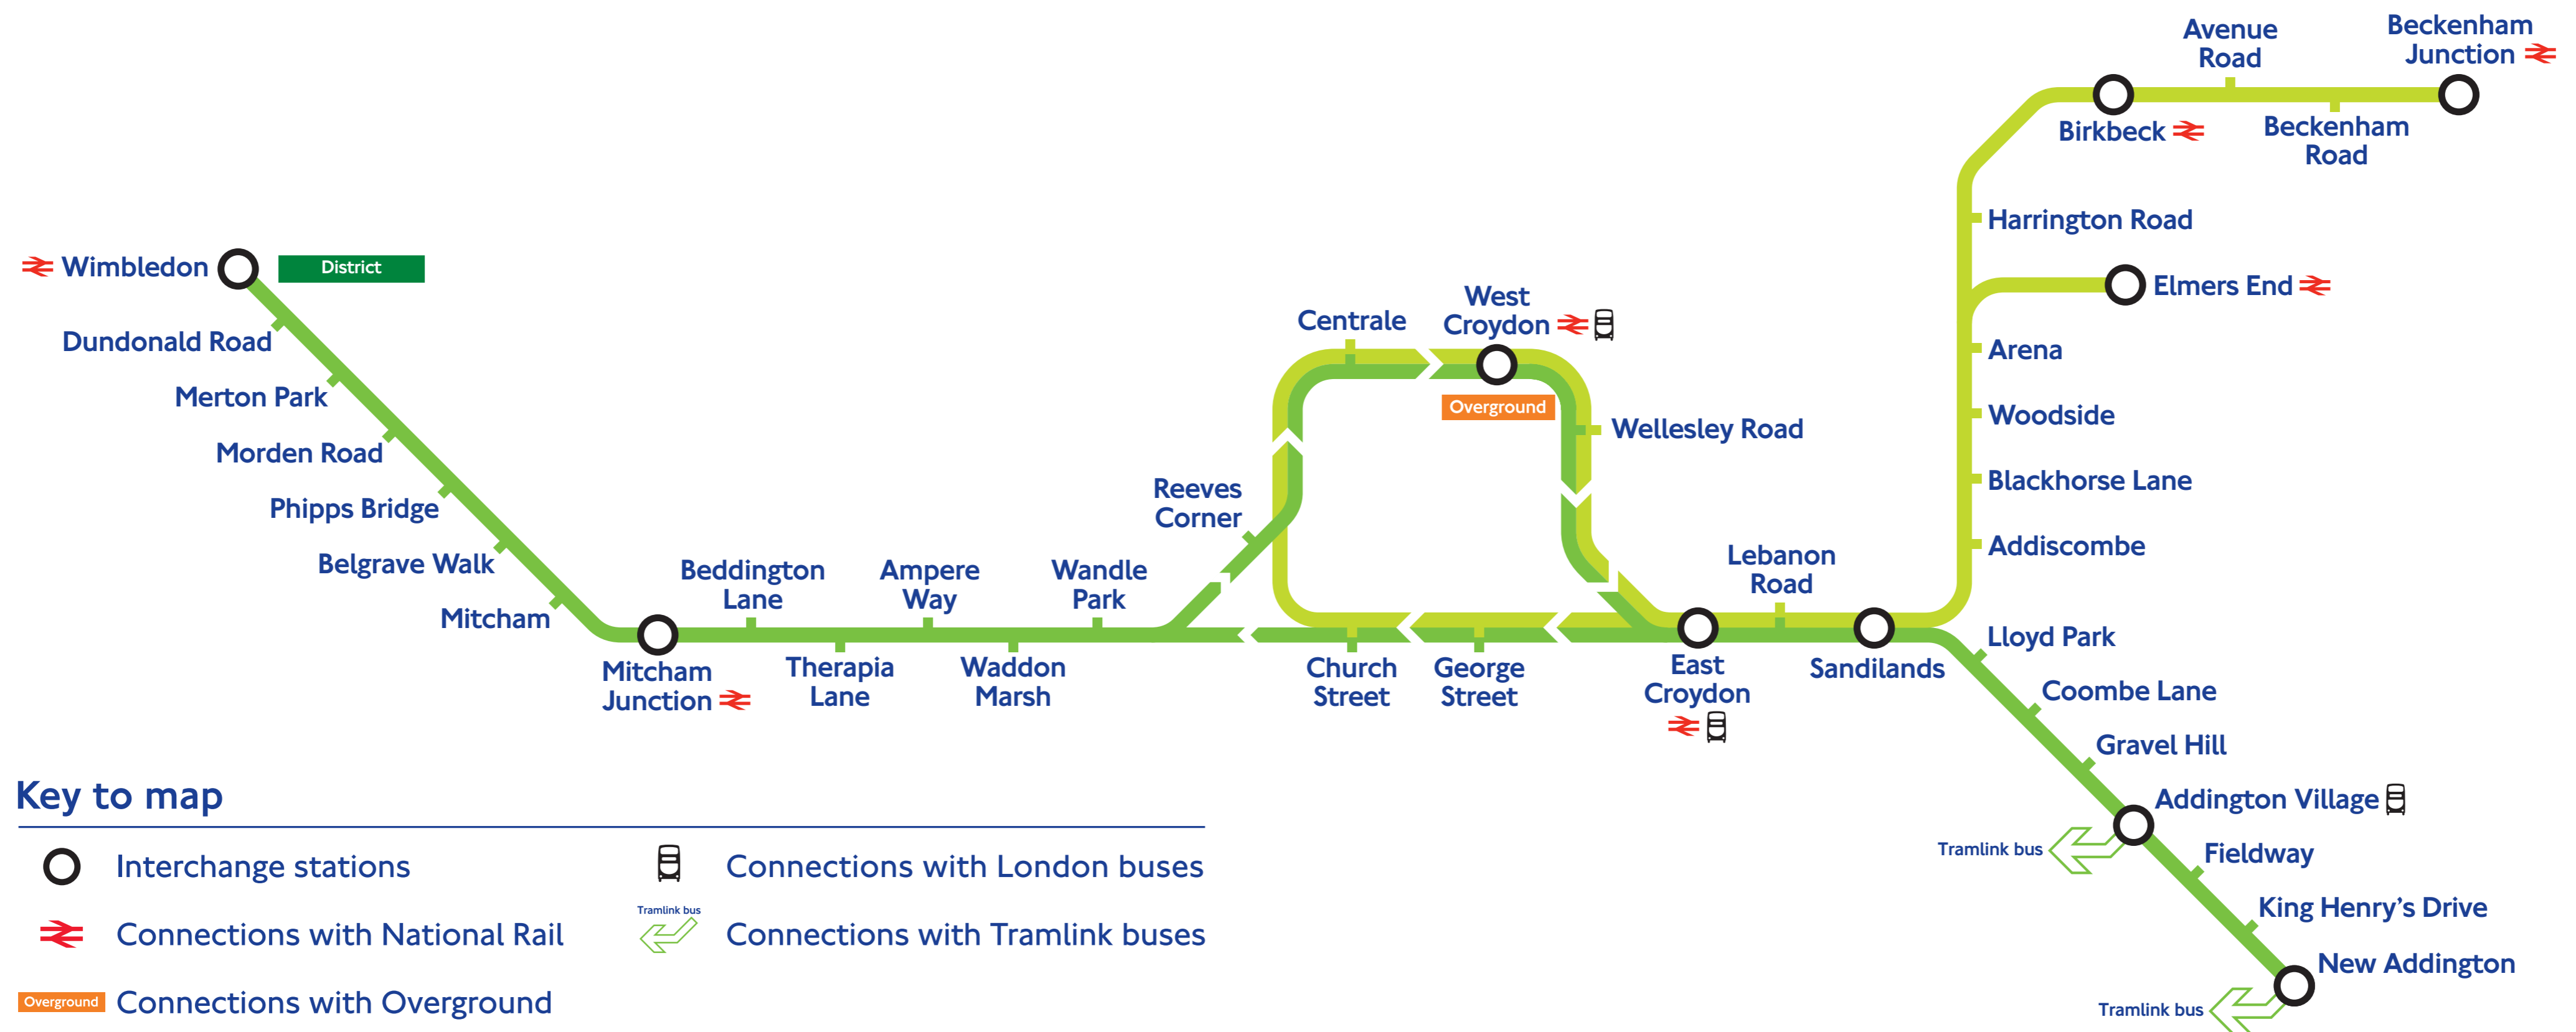 Avenue
Road
Beckenham
Junction
Birkbeck
Beckenham
Road
Harrington Road
Wimbledon
District
Elmers End
West
Croydon
Centrale
Overground
Dundonald Road
Arena
Merton Park
Woodside
Wellesley Road
Morden Road
Blackhorse Lane
Reeves
Corner
Phipps Bridge
Addiscombe
Belgrave Walk
Beddington
Lane
Ampere
Way
Wandle
Park
Lebanon
Road
Mitcham
Lloyd Park
Mitcham
Junction
Therapia
Lane
Waddon
Marsh
Church
Street
George
Street
East
Croydon
Sandilands
Coombe Lane
Gravel Hill
Addington Village
Tramlink bus
Fieldway
King Henry’s Drive
New Addington
Tramlink bus
Key to map
Interchange stations
Connections with London buses
Connections with National Rail
Tramlink bus
Connections with Tramlink buses
Overground
Connections with Overground